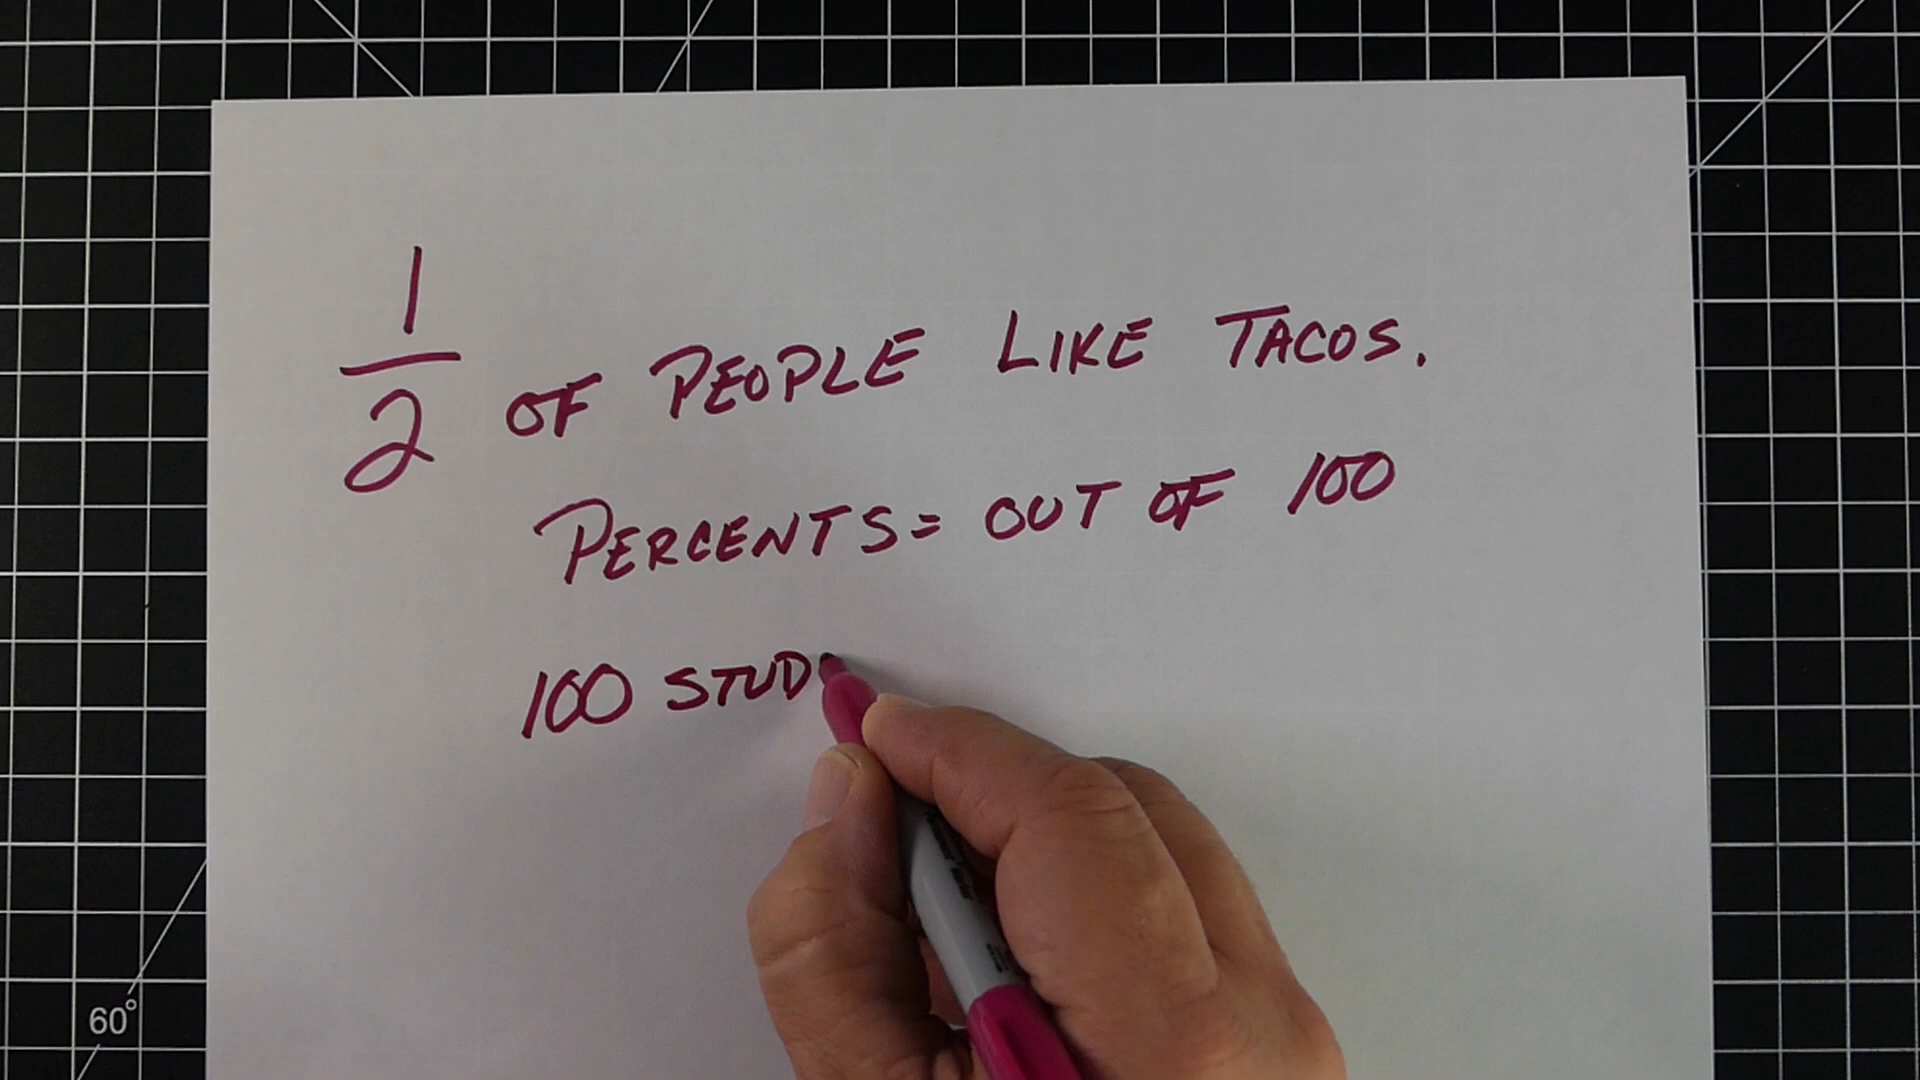 1/2 OF PEOPLE LIKE TACOS.
PERCENTS = OUT OF 100
100 STUD
60°